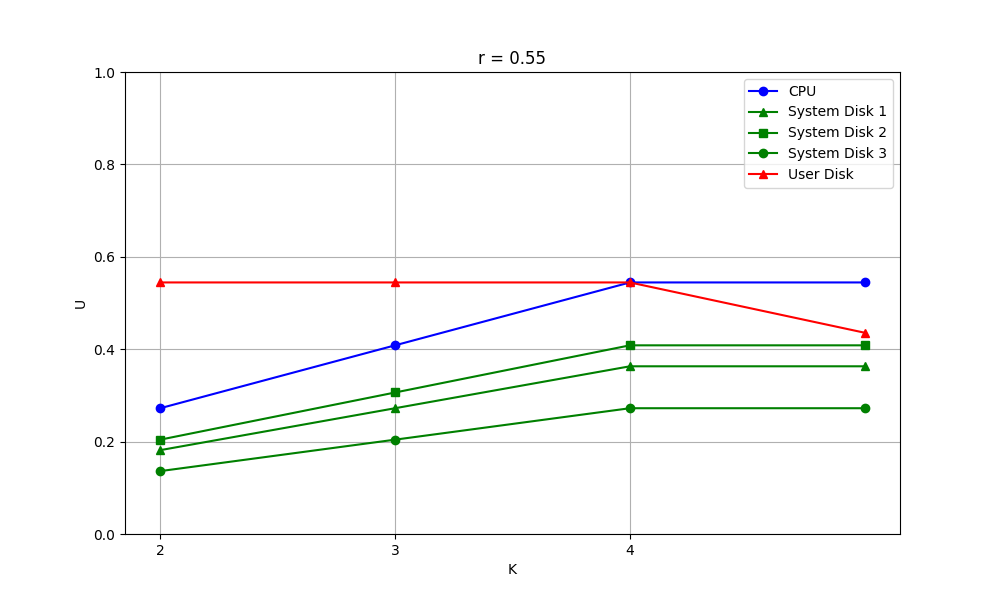 r = 0.55
1.0
0.8
0.6
0.4
0.2
0.0
U
2
3
4
K
CPU
System Disk 1
System Disk 2
System Disk 3
User Disk